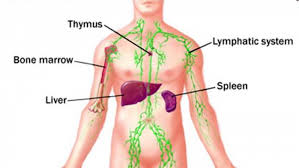 Thymus
Lymphatic system
Bone marrow
Liver
Spleen